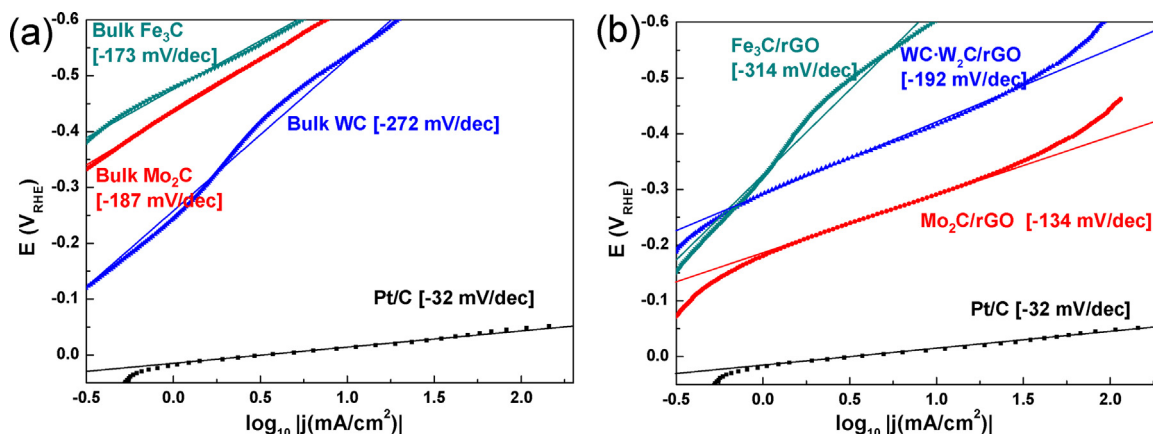 (a)
Bulk Fe₃C
[-173 mV/dec]
Bulk WC [-272 mV/dec]
Bulk Mo₂C
[-187 mV/dec]
Pt/C [-32 mV/dec]
E (V_RHE)
-0.6
-0.5
-0.4
-0.3
-0.2
-0.1
0.0
-0.5 0.0 0.5 1.0 1.5 2.0
log₁₀ |j(mA/cm²)|
(b)
Fe₃C/rGO
[-314 mV/dec]
WC·W₂C/rGO
[-192 mV/dec]
Mo₂C/rGO [-134 mV/dec]
Pt/C [-32 mV/dec]
E (V_RHE)
-0.6
-0.5
-0.4
-0.3
-0.2
-0.1
0.0
-0.5 0.0 0.5 1.0 1.5 2.0
log₁₀ |j(mA/cm²)|